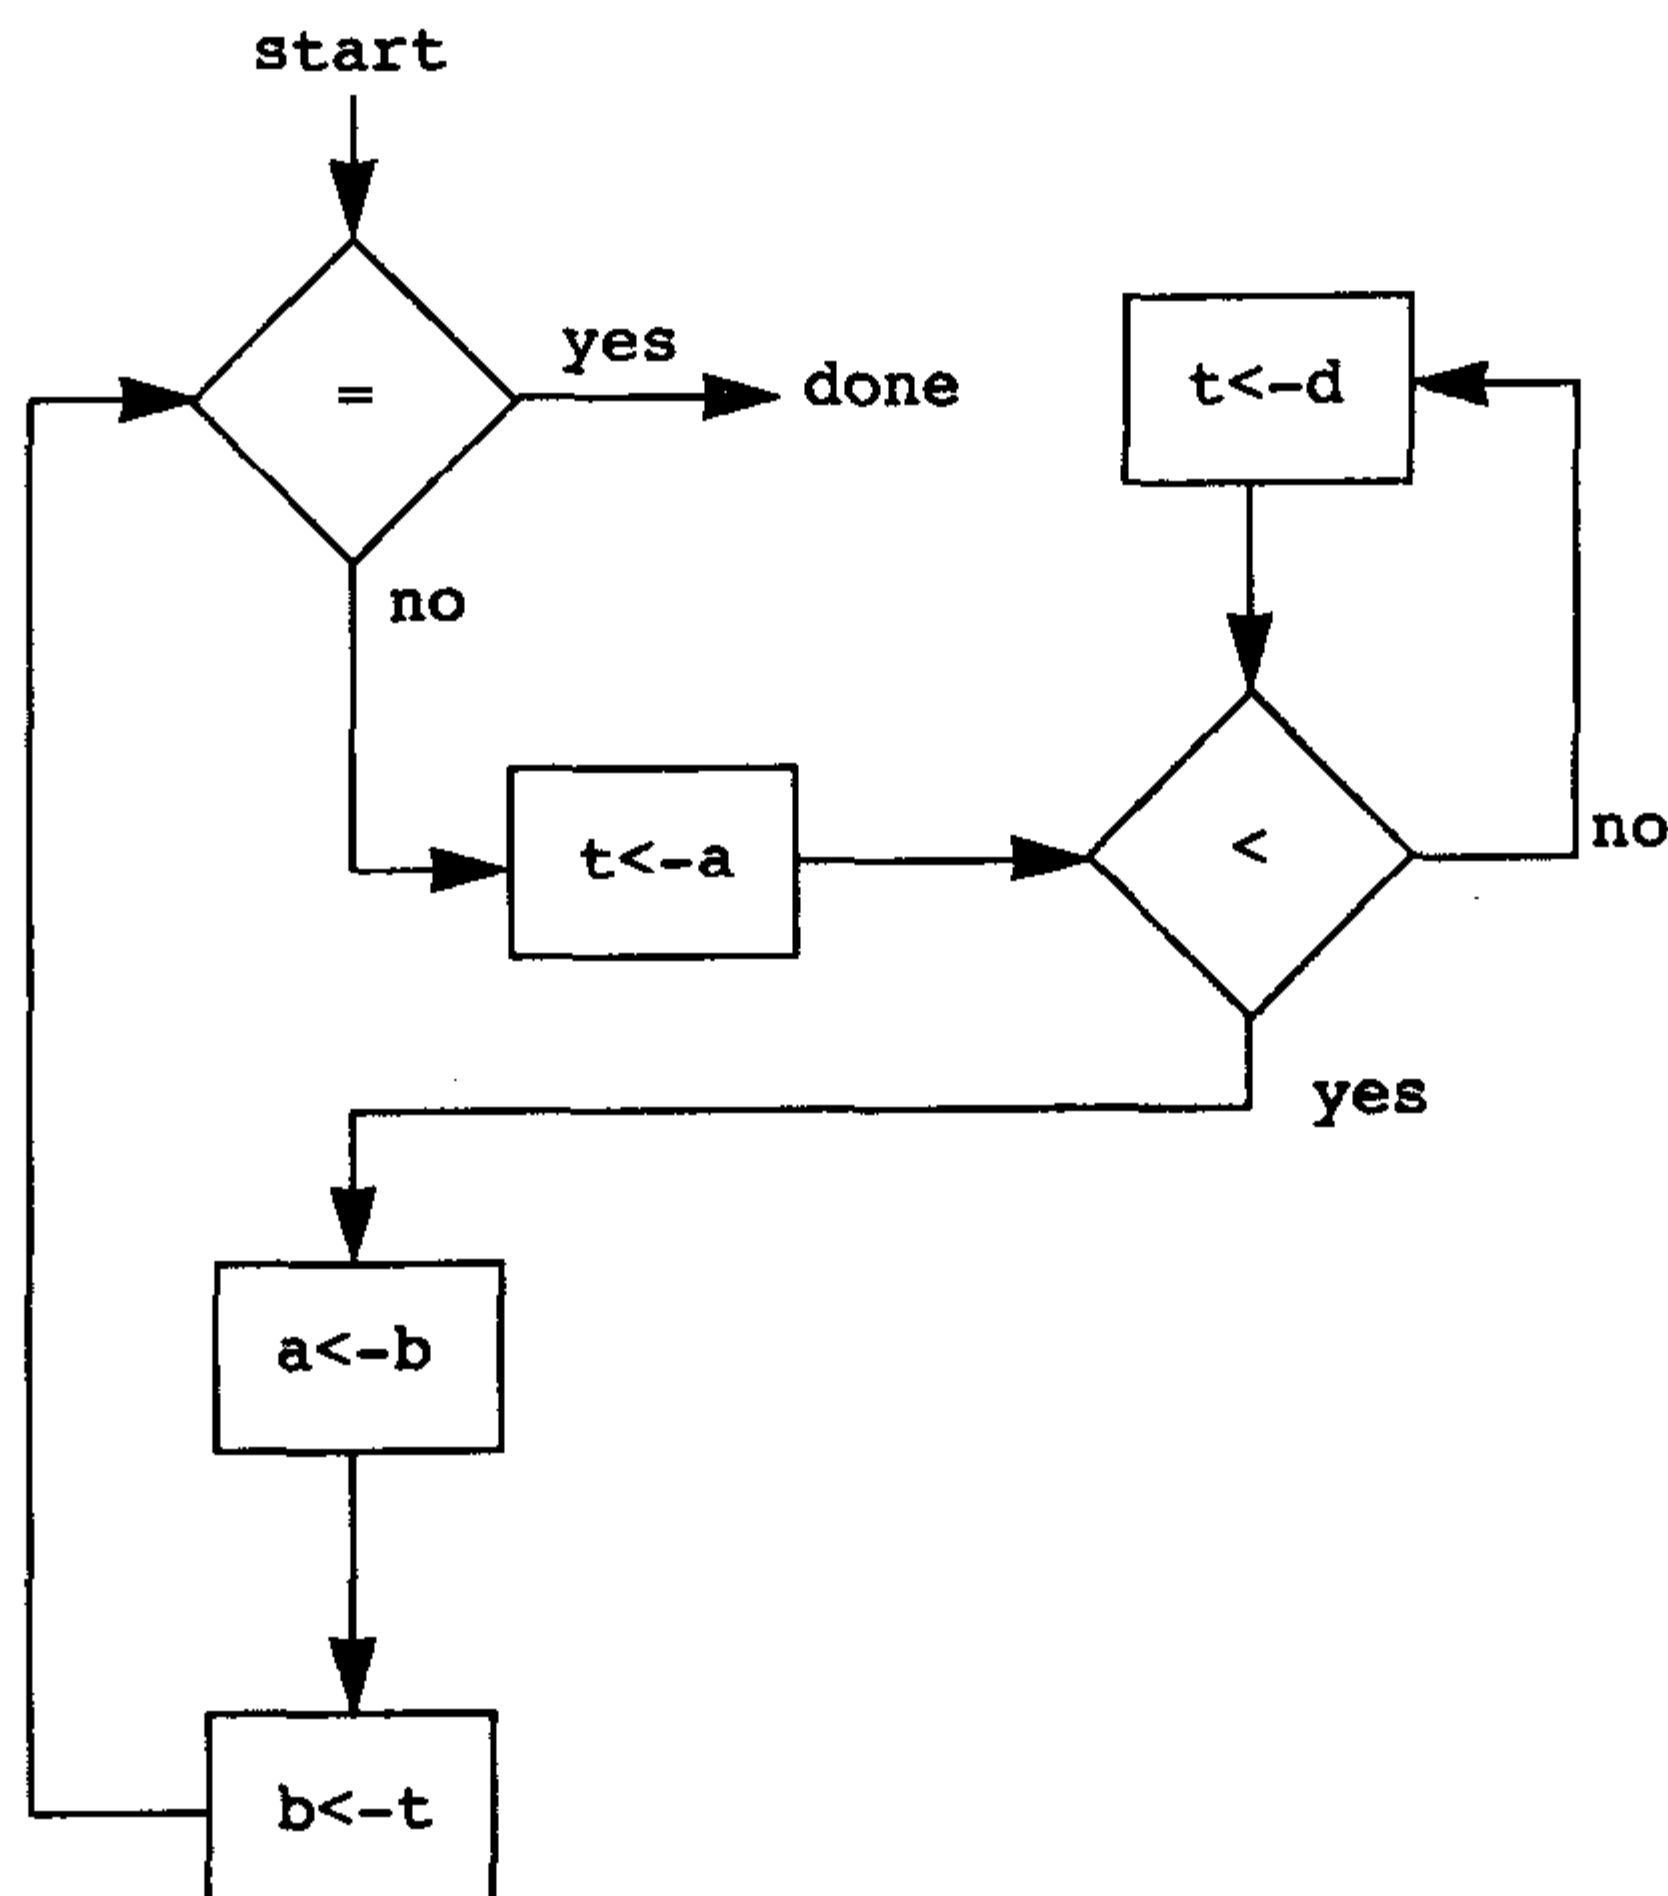 start
=
yes
done
no
t<-d
t<-a
<
no
yes
a<-b
b<-t